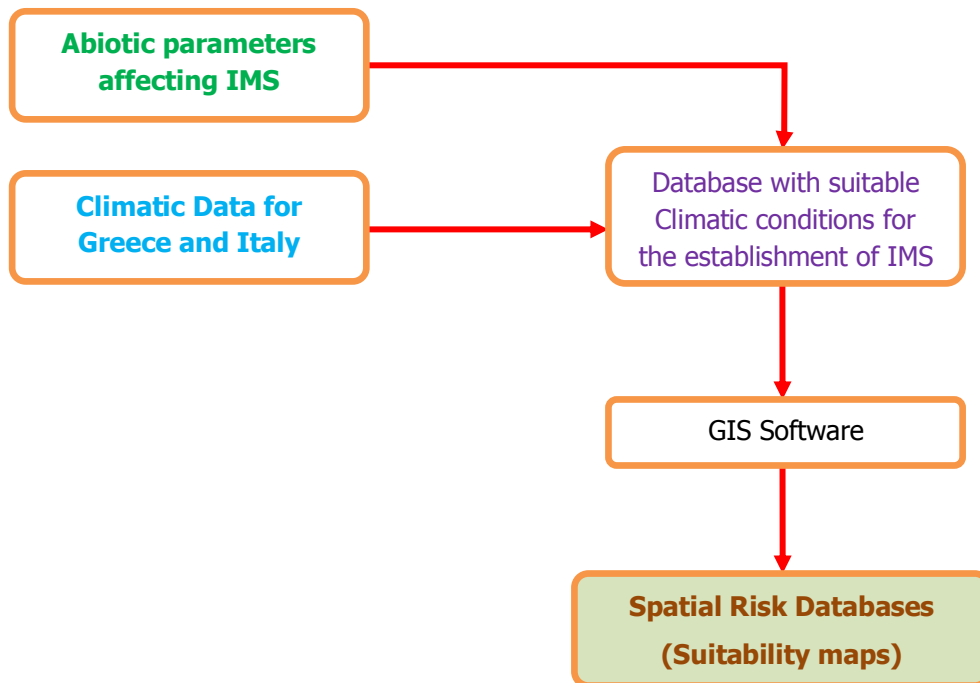 Abiotic parameters
affecting IMS
Climatic Data for
Greece and Italy
Database with suitable
Climatic conditions for
the establishment of IMS
GIS Software
Spatial Risk Databases
(Suitability maps)